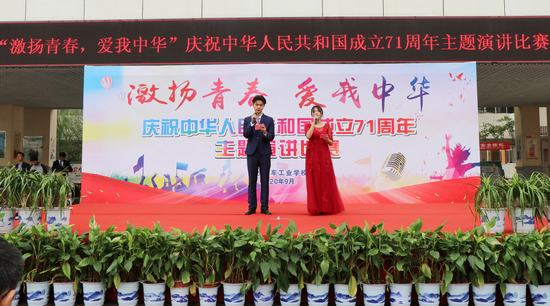 “激扬青春，爱我中华”庆祝中华人民共和国成立71周年主题演讲比赛
激扬青春 爱我中华
庆祝中华人民共和国成立71周年
主题演讲比赛
车工业学校
20年9月